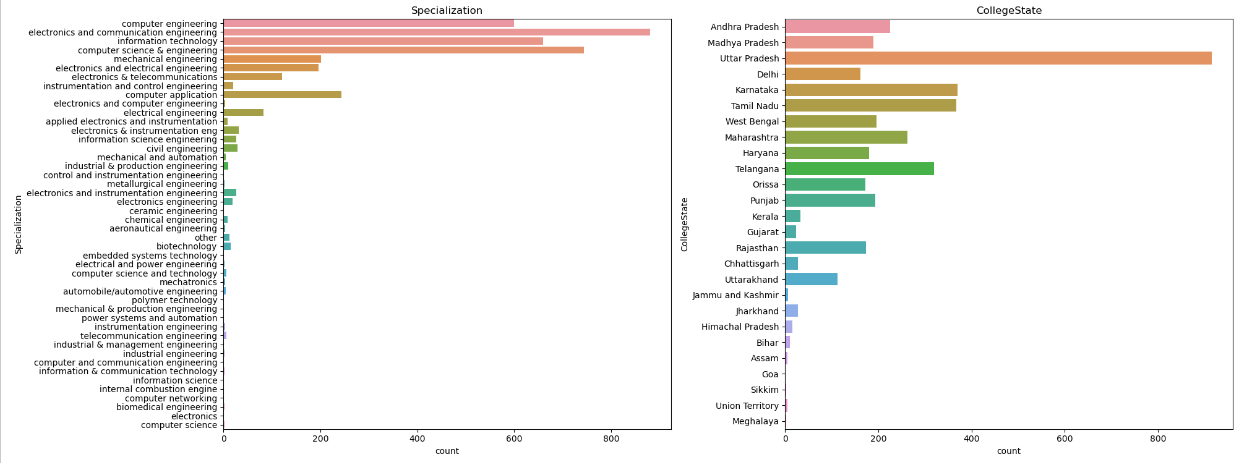 Specialization
computer engineering
electronics and communication engineering
information technology
computer science & engineering
mechanical engineering
electronics and electrical engineering
electronics & telecommunications
instrumentation and control engineering
computer application
electronics and computer engineering
electrical engineering
applied electronics and instrumentation
electronics & instrumentation eng
information science engineering
civil engineering
mechanical and automation
industrial & production engineering
control and instrumentation engineering
metallurgical engineering
electronics and instrumentation engineering
electronics engineering
ceramic engineering
chemical engineering
aeronautical engineering
other
biotechnology
embedded systems technology
electrical and power engineering
computer science and technology
mechatronics
automobile/automotive engineering
polymer technology
mechanical & production engineering
power systems and automation
instrumentation engineering
telecommunication engineering
industrial & management engineering
industrial engineering
computer and communication engineering
information & communication technology
information science
internal combustion engine
computer networking
biomedical engineering
electronics
computer science
Specialization
0 200 400 600 800
count
CollegeState
Andhra Pradesh
Madhya Pradesh
Uttar Pradesh
Delhi
Karnataka
Tamil Nadu
West Bengal
Maharashtra
Haryana
Telangana
Orissa
Punjab
Kerala
Gujarat
Rajasthan
Chhattisgarh
Uttarakhand
Jammu and Kashmir
Jharkhand
Himachal Pradesh
Bihar
Assam
Goa
Sikkim
Union Territory
Meghalaya
CollegeState
0 200 400 600 800
count